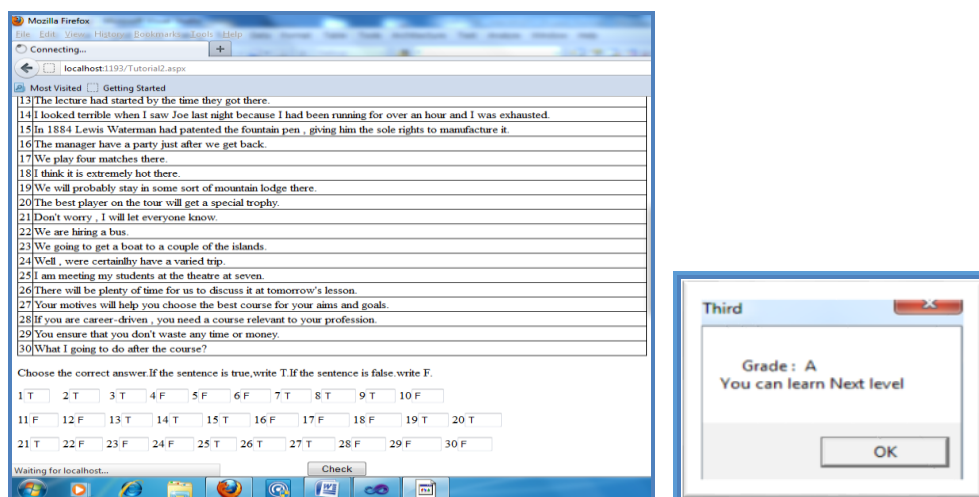 Mozilla Firefox
File Edit View History Bookmarks Tools Help
Connecting...
localhost:1193/Tutorial2.aspx
Most Visited Getting Started
13 The lecture had started by the time they got there.
14 I looked terrible when I saw Joe last night because I had been running for over an hour and I was exhausted.
15 In 1884 Lewis Waterman had patented the fountain pen , giving him the sole rights to manufacture it.
16 The manager have a party just after we get back.
17 We play four matches there.
18 I think it is extremely hot there.
19 We will probably stay in some sort of mountain lodge there.
20 The best player on the tour will get a special trophy.
21 Don't worry , I will let everyone know.
22 We are hiring a bus.
23 We going to get a boat to a couple of the islands.
24 Well , were certainlhy have a varied trip.
25 I am meeting my students at the theatre at seven.
26 There will be plenty of time for us to discuss it at tomorrow's lesson.
27 Your motives will help you choose the best course for your aims and goals.
28 If you are career-driven , you need a course relevant to your profession.
29 You ensure that you don't waste any time or money.
30 What I going to do after the course?
Choose the correct answer.If the sentence is true,write T.If the sentence is false.write F.
1 T 2 T 3 T 4 F 5 F 6 F 7 T 8 T 9 T 10 F
11 F 12 F 13 T 14 T 15 T 16 F 17 F 18 F 19 T 20 T
21 T 22 F 23 F 24 F 25 T 26 T 27 T 28 F 29 F 30 F
Waiting for localhost...
Check
Third
Grade : A
You can learn Next level
OK